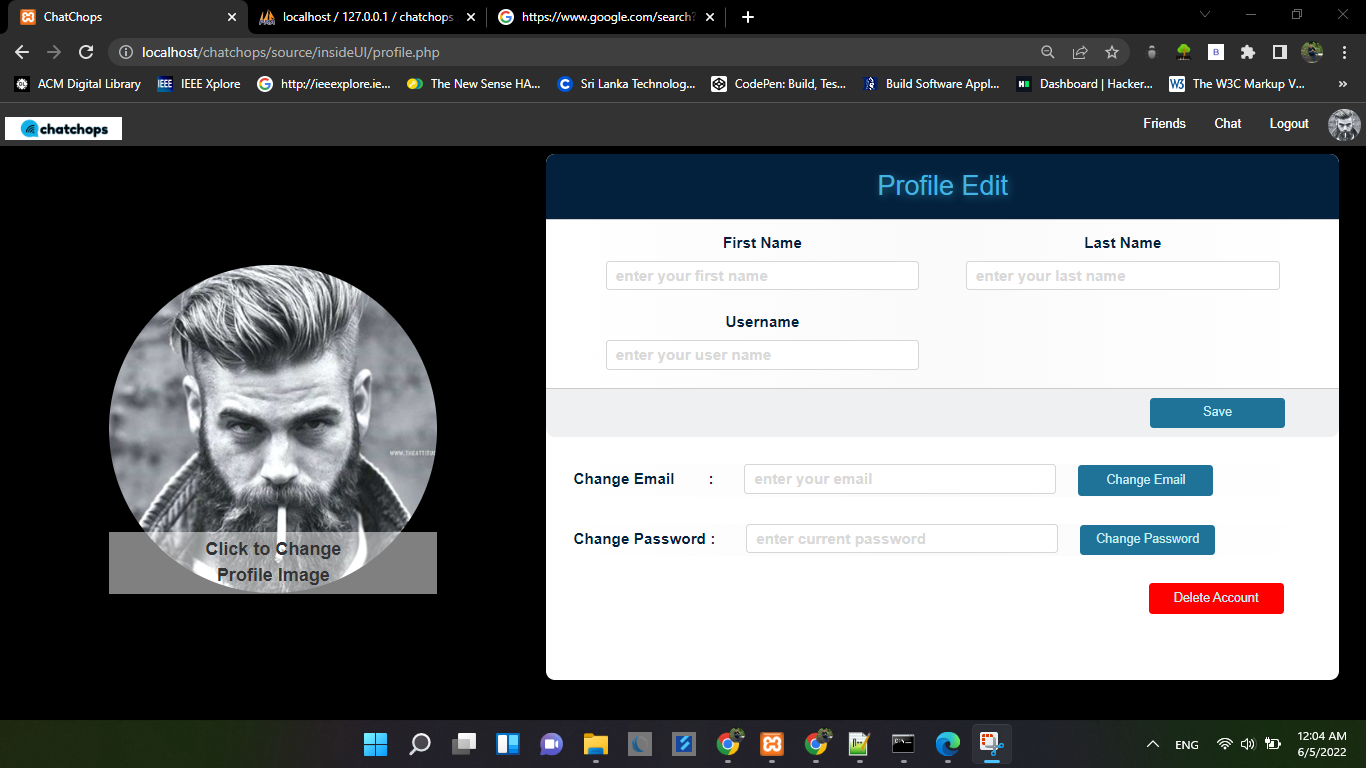 ChatChops
localhost / 127.0.0.1 / chatchops
https://www.google.com/search?
localhost/chatchops/source/insideUI/profile.php
ACM Digital Library
IEEE Xplore
http://ieeexplore.ie...
The New Sense HA...
Sri Lanka Technolog...
CodePen: Build, Tes...
Build Software Appl...
Dashboard | Hacker...
The W3C Markup V...
»
chatchops
Friends
Chat
Logout
Profile Edit
First Name
Last Name
enter your first name
enter your last name
Username
enter your user name
Save
Click to Change
Profile Image
Change Email :
enter your email
Change Email
Change Password :
enter current password
Change Password
Delete Account
ENG
12:04 AM
6/5/2022